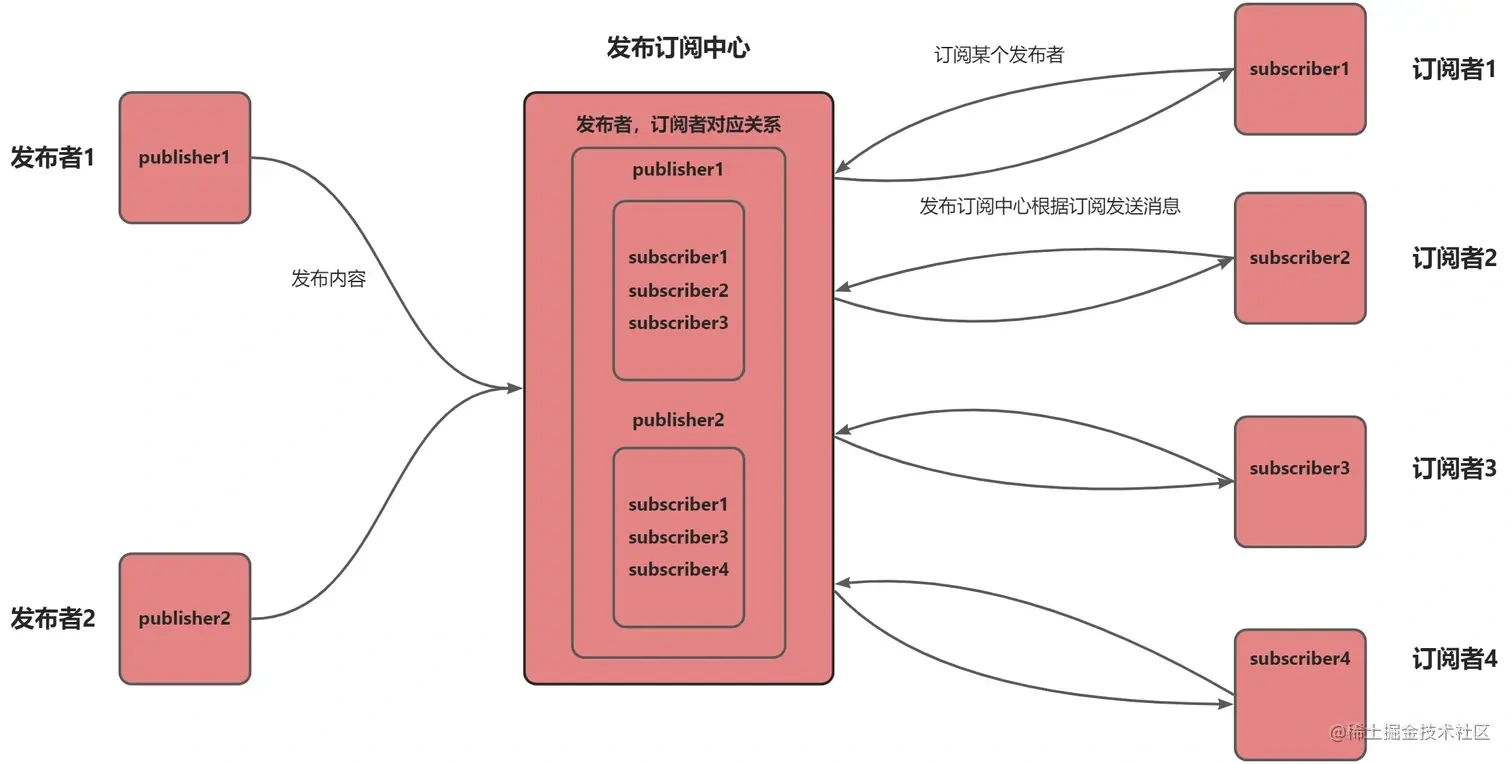 发布者1
publisher1
发布内容
发布者2
publisher2
发布订阅中心
发布者，订阅者对应关系
publisher1
subscriber1
subscriber2
subscriber3
publisher2
subscriber1
subscriber3
subscriber4
订阅某个发布者
发布订阅中心根据订阅发送消息
subscriber1
订阅者1
subscriber2
订阅者2
subscriber3
订阅者3
subscriber4
订阅者4
@稀土掘金技术社区